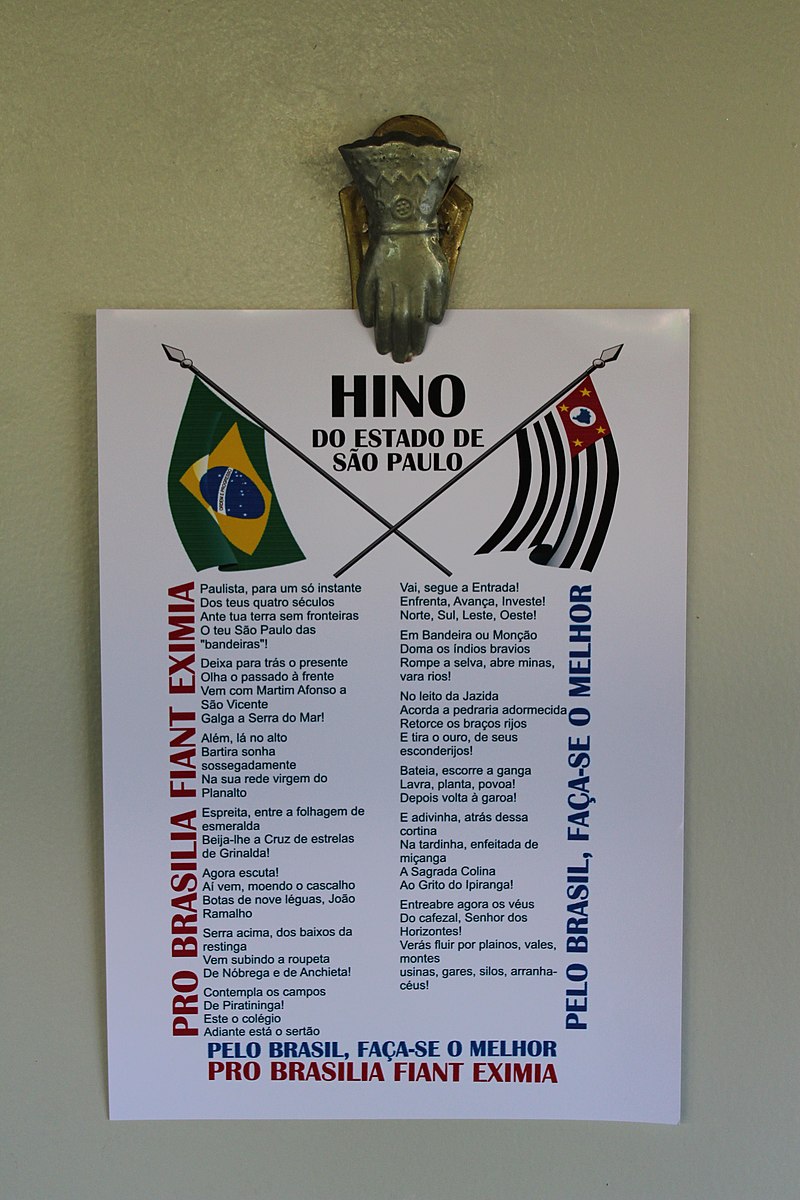 HINO
DO ESTADO DE
SÃO PAULO
ORDEM E PROGRESSO
PRO BRASILIA FIANT EXIMIA
Paulista, para um só instante
Dos teus quatro séculos
Ante tua terra sem fronteiras
O teu São Paulo das
"bandeiras"!
Deixa para trás o presente
Olha o passado à frente
Vem com Martim Afonso a
São Vicente
Galga a Serra do Mar!
Além, lá no alto
Bartira sonha
sossegadamente
Na sua rede virgem do
Planalto
Espreita, entre a folhagem de
esmeralda
Beija-lhe a Cruz de estrelas
de Grinalda!
Agora escuta!
Aí vem, moendo o cascalho
Botas de nove léguas, João
Ramalho
Serra acima, dos baixos da
restinga
Vem subindo a roupeta
De Nóbrega e de Anchieta!
Contempla os campos
De Piratininga!
Este o colégio
Adiante está o sertão
Vai, segue a Entrada!
Enfrenta, Avança, Investe!
Norte, Sul, Leste, Oeste!
Em Bandeira ou Monção
Doma os índios bravios
Rompe a selva, abre minas,
vara rios!
No leito da Jazida
Acorda a pedraria adormecida
Retorce os braços rijos
E tira o ouro, de seus
esconderijos!
Bateia, escorre a ganga
Lavra, planta, povoa!
Depois volta à garoa!
E adivinha, atrás dessa
cortina
Na tardinha, enfeitada de
miçanga
A Sagrada Colina
Ao Grito do Ipiranga!
Entreabre agora os véus
Do cafezal, Senhor dos
Horizontes!
Verás fluir por plainos, vales,
montes
usinas, gares, silos, arranha-
céus!
PELO BRASIL, FAÇA-SE O MELHOR
PELO BRASIL, FAÇA-SE O MELHOR
PRO BRASILIA FIANT EXIMIA